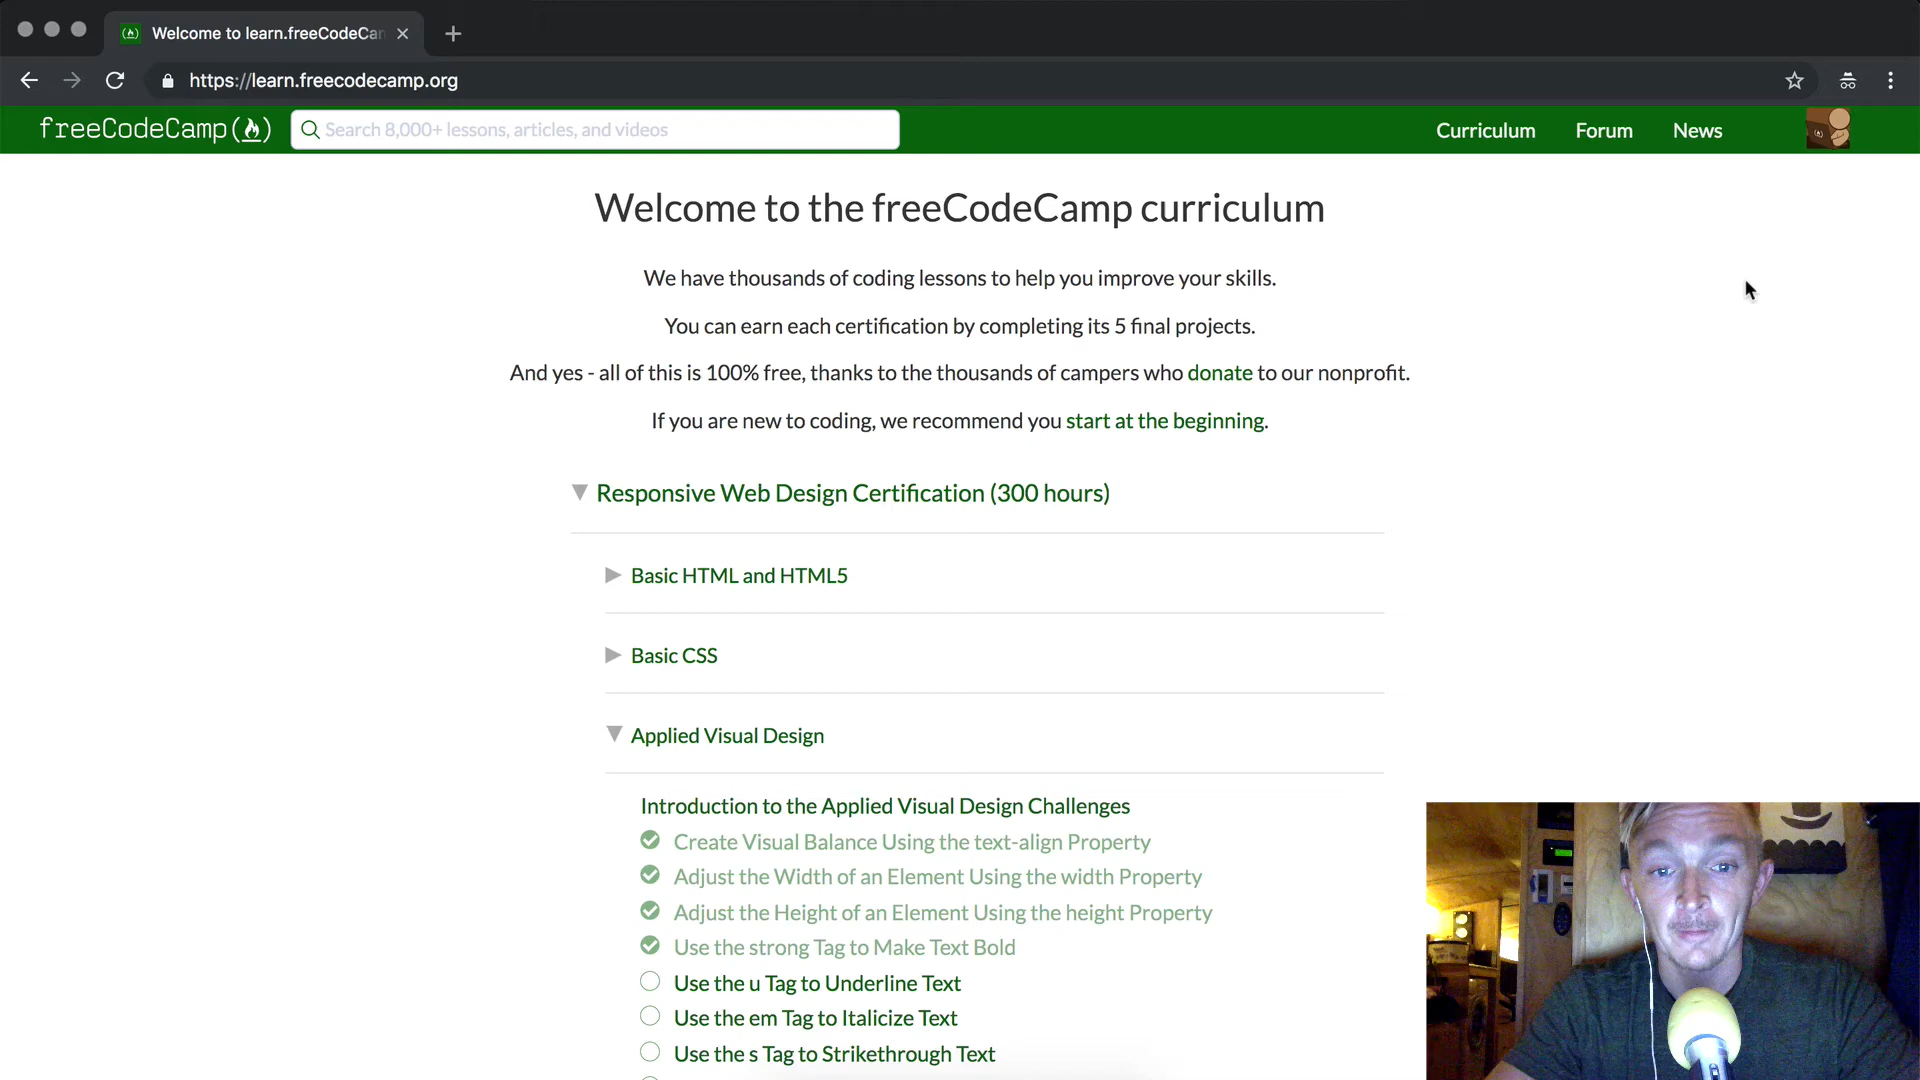 Welcome to learn.freeCodeCam
https://learn.freecodecamp.org
freeCodeCamp
Search 8,000+ lessons, articles, and videos
Curriculum
Forum
News
Welcome to the freeCodeCamp curriculum
We have thousands of coding lessons to help you improve your skills.
You can earn each certification by completing its 5 final projects.
And yes - all of this is 100% free, thanks to the thousands of campers who donate to our nonprofit.
If you are new to coding, we recommend you start at the beginning.
Responsive Web Design Certification (300 hours)
Basic HTML and HTML5
Basic CSS
Applied Visual Design
Introduction to the Applied Visual Design Challenges
Create Visual Balance Using the text-align Property
Adjust the Width of an Element Using the width Property
Adjust the Height of an Element Using the height Property
Use the strong Tag to Make Text Bold
Use the u Tag to Underline Text
Use the em Tag to Italicize Text
Use the s Tag to Strikethrough Text